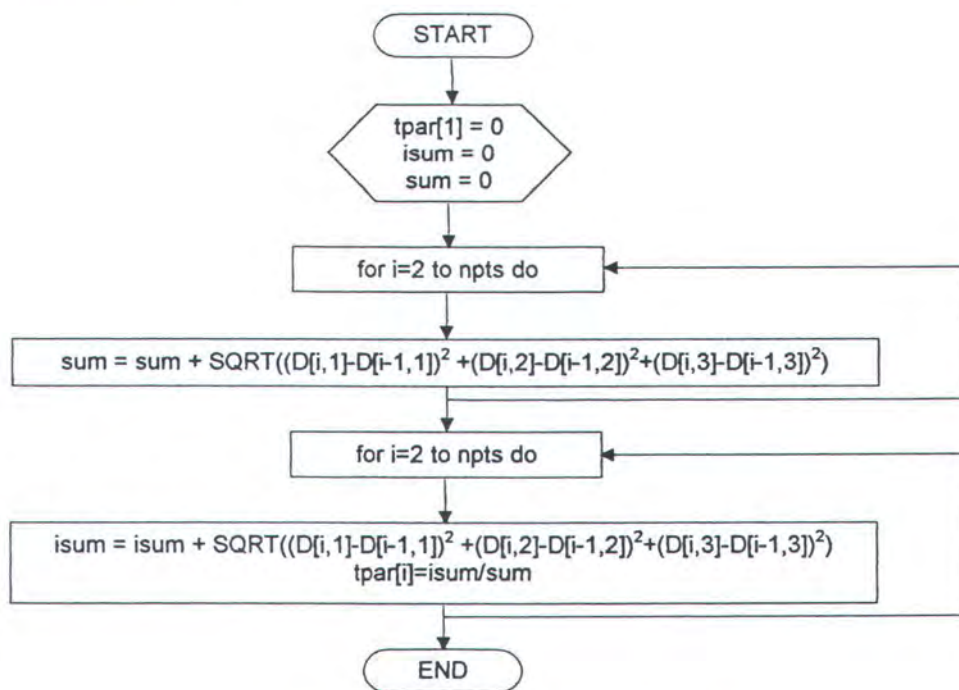 START
tpar[1] = 0
isum = 0
sum = 0
for i=2 to npts do
sum = sum + SQRT((D[i,1]-D[i-1,1])² +(D[i,2]-D[i-1,2])²+(D[i,3]-D[i-1,3])²)
for i=2 to npts do
isum = isum + SQRT((D[i,1]-D[i-1,1])² +(D[i,2]-D[i-1,2])²+(D[i,3]-D[i-1,3])²)
tpar[i]=isum/sum
END